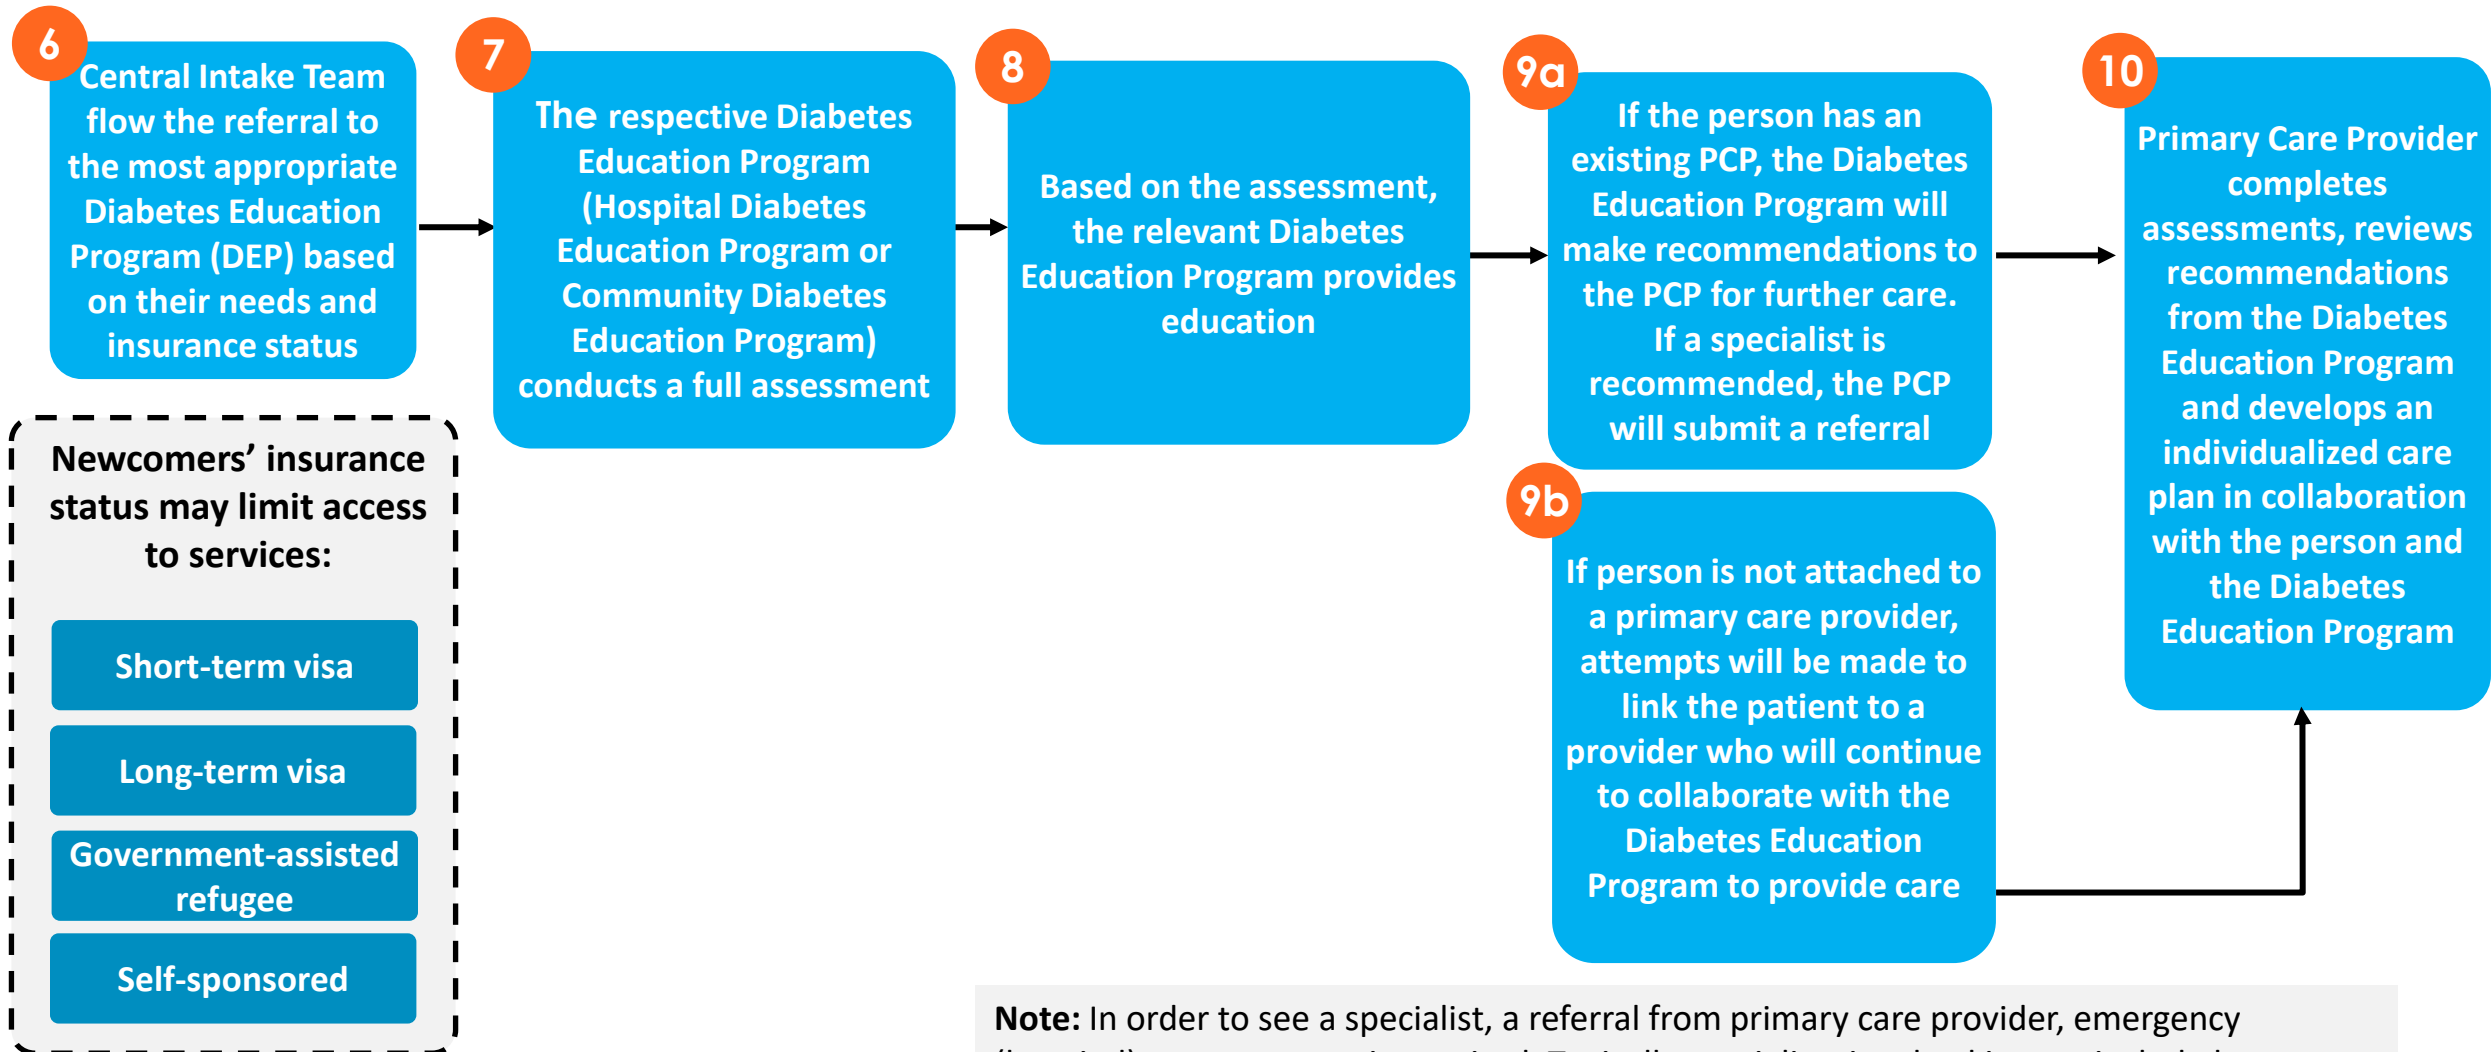 6
Central Intake Team
flow the referral to
the most appropriate
Diabetes Education
Program (DEP) based
on their needs and
insurance status
Newcomers’ insurance
status may limit access
to services:
Short-term visa
Long-term visa
Government-assisted
refugee
Self-sponsored
7
The respective Diabetes
Education Program
(Hospital Diabetes
Education Program or
Community Diabetes
Education Program)
conducts a full assessment
8
Based on the assessment,
the relevant Diabetes
Education Program provides
education
9a
If the person has an
existing PCP, the Diabetes
Education Program will
make recommendations to
the PCP for further care.
If a specialist is
recommended, the PCP
will submit a referral
9b
If person is not attached to
a primary care provider,
attempts will be made to
link the patient to a
provider who will continue
to collaborate with the
Diabetes Education
Program to provide care
10
Primary Care Provider
completes
assessments, reviews
recommendations
from the Diabetes
Education Program
and develops an
individualized care
plan in collaboration
with the person and
the Diabetes
Education Program
Note: In order to see a specialist, a referral from primary care provider, emergency